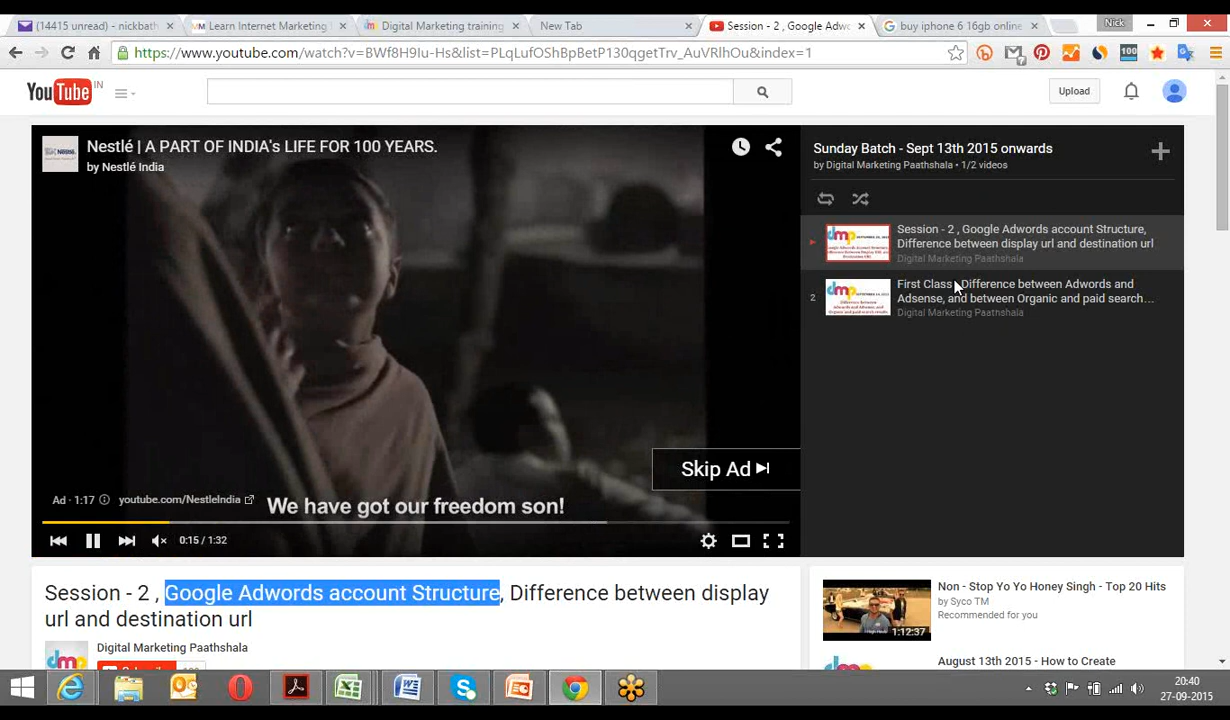 (14415 unread) - nickbath
Learn Internet Marketing
Digital Marketing training
New Tab
Session - 2 , Google Adwo
buy iphone 6 16gb online
Nick
https://www.youtube.com/watch?v=BWf8H9Iu-Hs&list=PLqLufOShBpBetP130qgetTrv_AuVRlhOu&index=1
100
YouTube IN
Upload
Nestlé | A PART OF INDIA's LIFE FOR 100 YEARS.
by Nestlé India
Sunday Batch - Sept 13th 2015 onwards
by Digital Marketing Paathshala • 1/2 videos
dmp
Session - 2 , Google Adwords account Structure,
Difference between display url and destination url
Digital Marketing Paathshala
2
dmp
First Class Difference between Adwords and
Adsense, and between Organic and paid search...
Digital Marketing Paathshala
Skip Ad
Ad · 1:17
youtube.com/NestleIndia
We have got our freedom son!
0:15 / 1:32
Session - 2 , Google Adwords account Structure, Difference between display
url and destination url
dmp
Digital Marketing Paathshala
Non - Stop Yo Yo Honey Singh - Top 20 Hits
by Syco TM
Recommended for you
1:12:37
August 13th 2015 - How to Create
20:40
27-09-2015